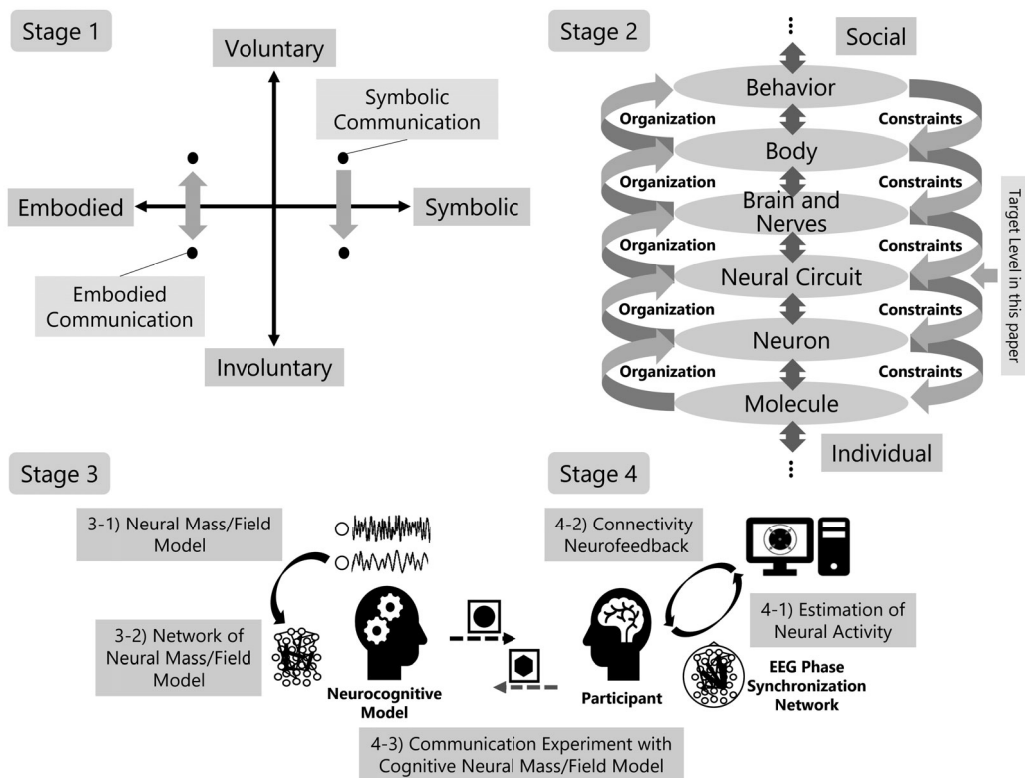 Stage 1
Voluntary
Symbolic
Communication
Embodied
Symbolic
Embodied
Communication
Involuntary
Stage 2
Social
Behavior
Organization
Constraints
Body
Organization
Constraints
Brain and
Nerves
Organization
Constraints
Neural Circuit
Organization
Constraints
Neuron
Organization
Constraints
Molecule
Individual
Target Level in this paper
Stage 3
3-1) Neural Mass/Field
Model
3-2) Network of
Neural Mass/Field
Model
Neurocognitive
Model
Stage 4
4-2) Connectivity
Neurofeedback
4-1) Estimation of
Neural Activity
Participant
EEG Phase
Synchronization
Network
4-3) Communication Experiment with
Cognitive Neural Mass/Field Model